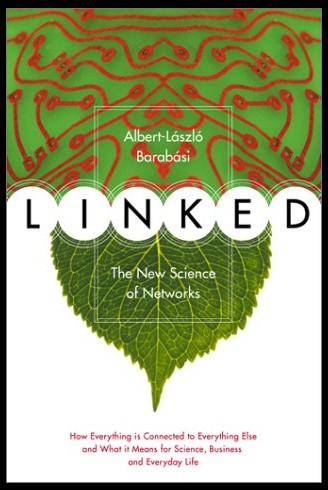 Albert-László
Barabási
LINKED
The New Science
of Networks
How Everything is Connected to Everything Else
and What it Means for Science, Business
and Everyday Life